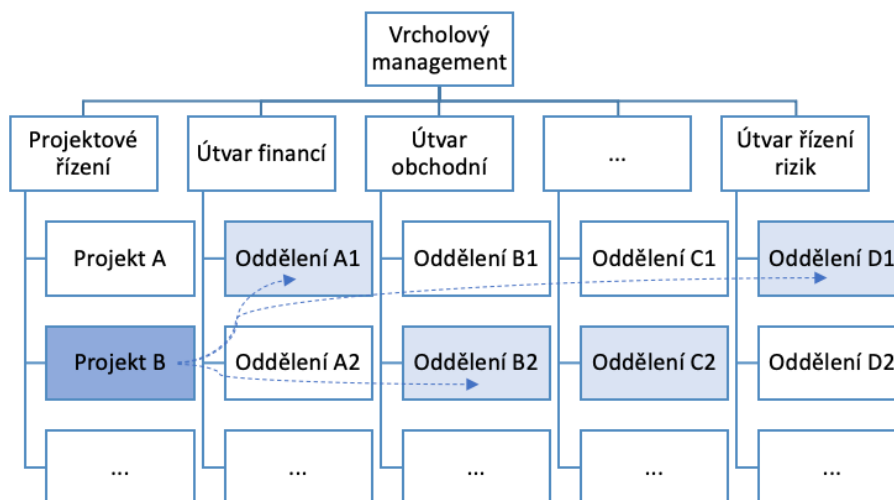 Vrcholový
management
Projektové
řízení
Útvar financí
Útvar
obchodní
...
Útvar řízení
rizik
Projekt A
Oddělení A1
Oddělení B1
Oddělení C1
Oddělení D1
Projekt B
Oddělení A2
Oddělení B2
Oddělení C2
Oddělení D2
...
...
...
...
...